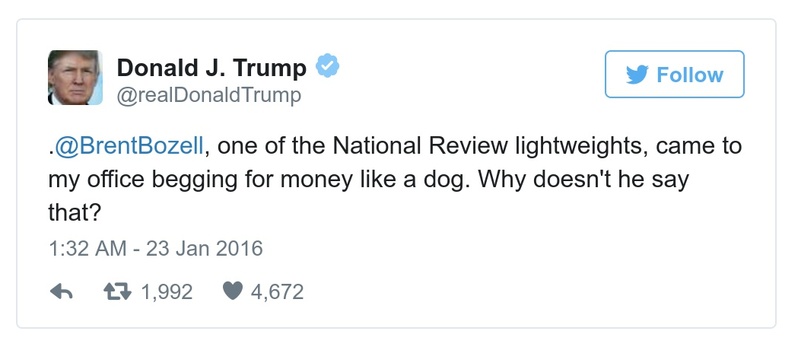 Donald J. Trump
@realDonaldTrump
Follow
.@BrentBozell, one of the National Review lightweights, came to
my office begging for money like a dog. Why doesn't he say
that?
1:32 AM - 23 Jan 2016
1,992 4,672